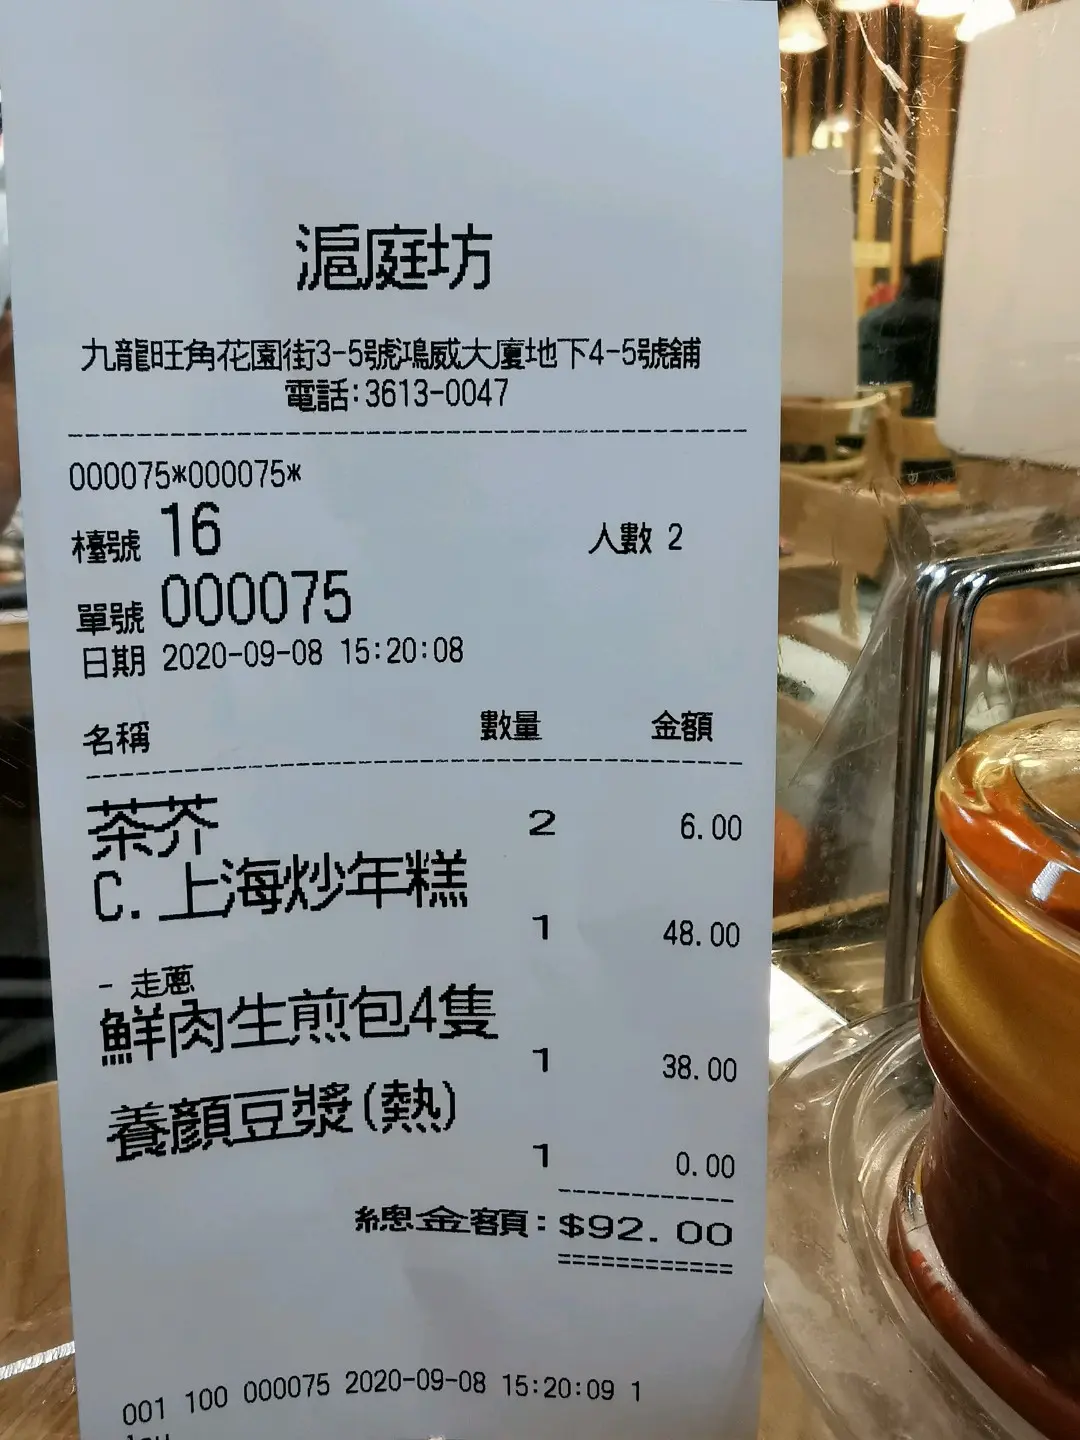 滬庭坊
九龍旺角花園街3-5號鴻威大廈地下4-5號舖
電話:3613-0047
000075*000075*
檯號 16 人數 2
單號 000075
日期 2020-09-08 15:20:08
名稱 數量 金額
茶芥 2 6.00
C. 上海炒年糕
1 48.00
- 走蔥
鮮肉生煎包4隻
1 38.00
養顏豆漿(熱)
1 0.00
總金額:$92.00
001 100 000075 2020-09-08 15:20:09 1